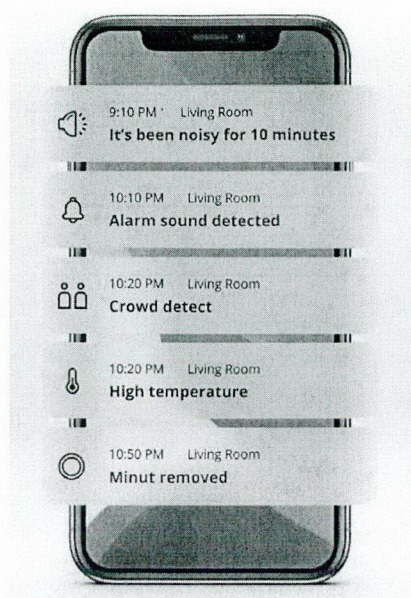 9:10 PM Living Room
It's been noisy for 10 minutes
10:10 PM Living Room
Alarm sound detected
10:20 PM Living Room
Crowd detect
10:20 PM Living Room
High temperature
10:50 PM Living Room
Minut removed